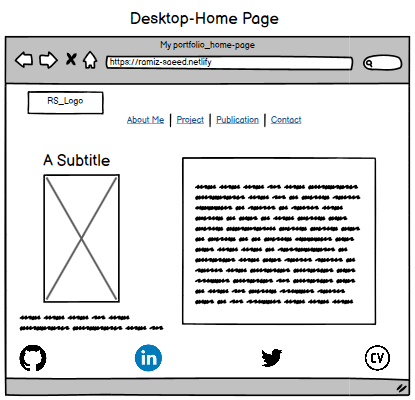 Desktop-Home Page
My portfolio_home-page
https://ramiz-saeed.netlify
RS_Logo
About Me | Project | Publication | Contact
A Subtitle
in
CV